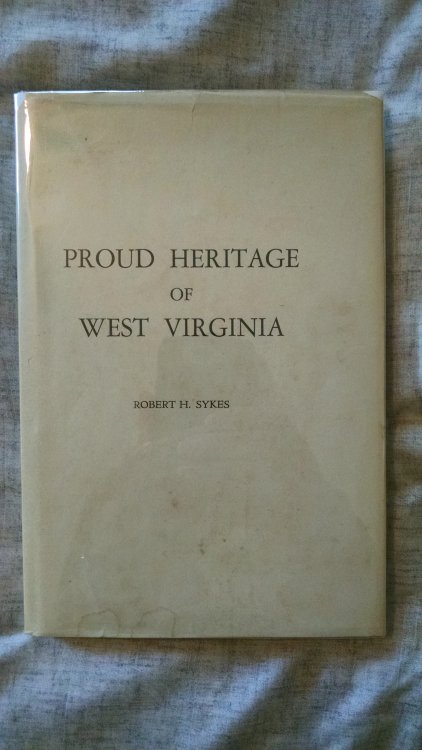 PROUD HERITAGE
OF
WEST VIRGINIA
ROBERT H. SYKES